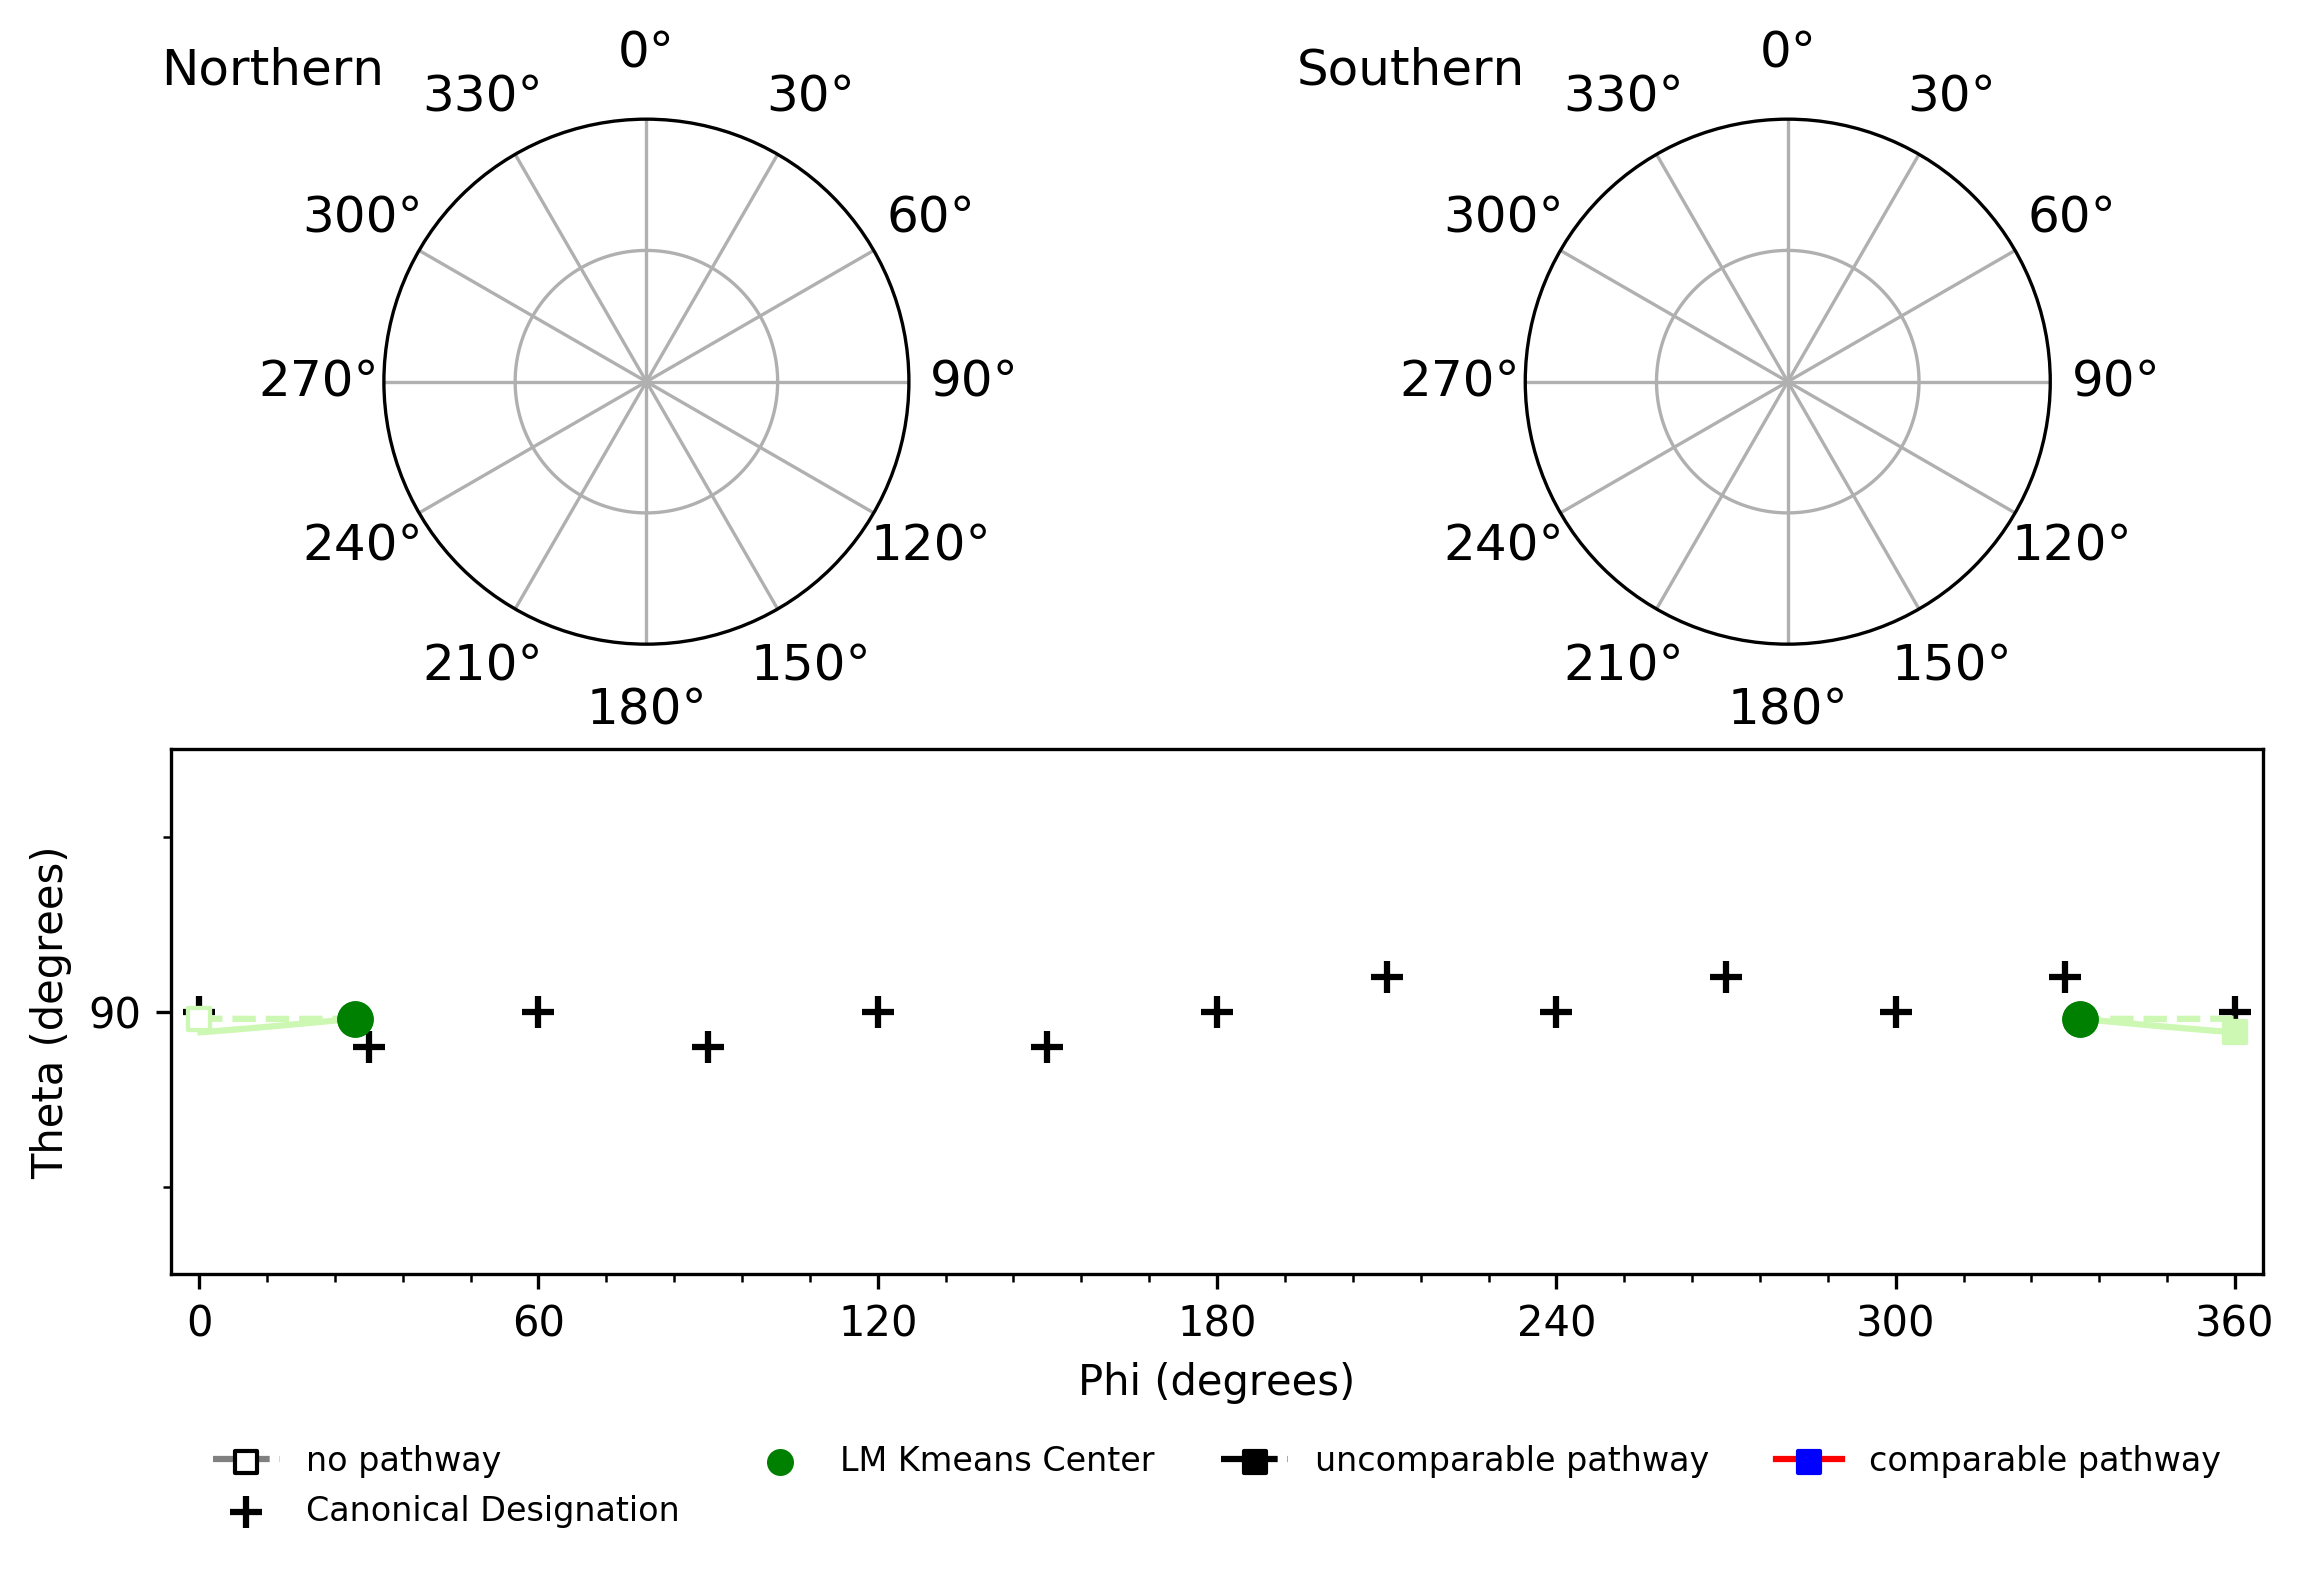 Northern
0°
30°
60°
90°
120°
150°
180°
210°
240°
270°
300°
330°
Southern
0°
30°
60°
90°
120°
150°
180°
210°
240°
270°
300°
330°
Theta (degrees)
90
0 60 120 180 240 300 360
Phi (degrees)
no pathway
Canonical Designation
LM Kmeans Center
uncomparable pathway
comparable pathway